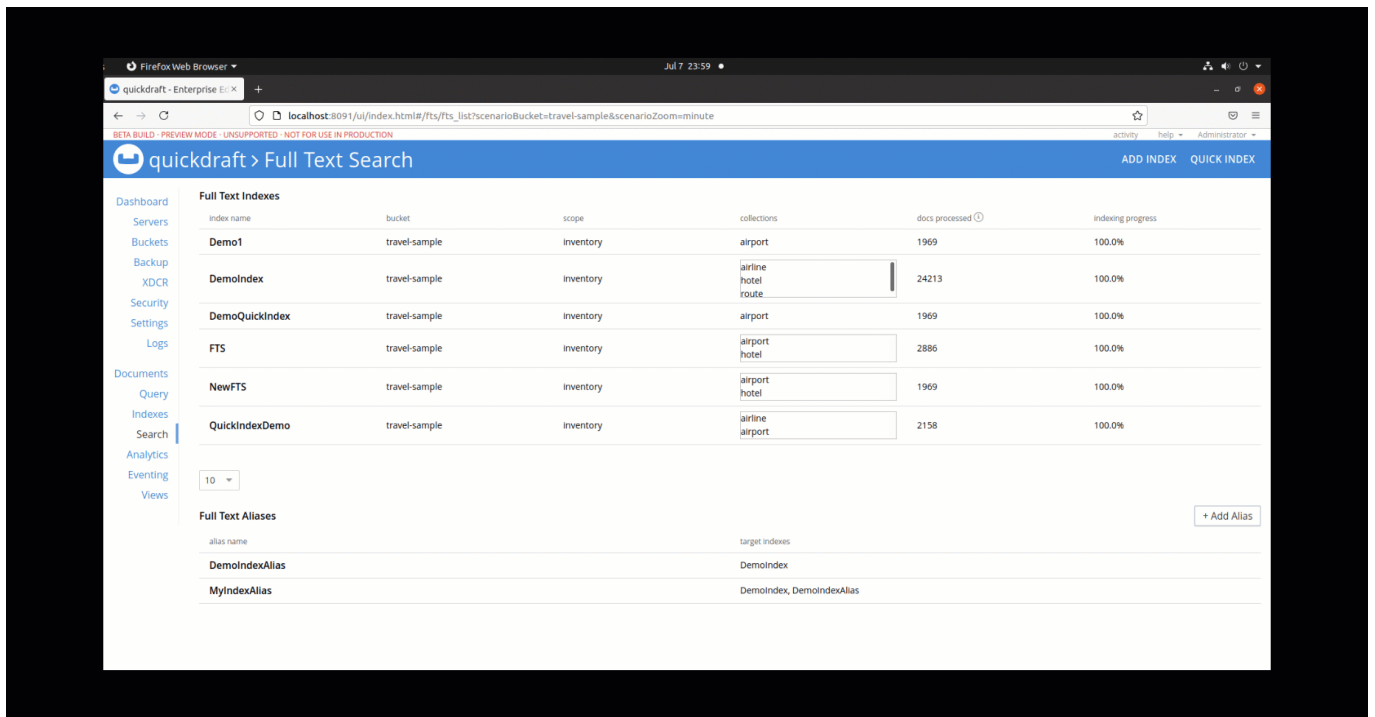 Firefox Web Browser
Jul 7 23:59
quickdraft - Enterprise Ed
localhost:8091/ui/index.html#/fts/fts_list?scenarioBucket=travel-sample&scenarioZoom=minute
BETA BUILD - PREVIEW MODE - UNSUPPORTED - NOT FOR USE IN PRODUCTION
activity help Administrator
quickdraft > Full Text Search
ADD INDEX QUICK INDEX
Dashboard
Servers
Buckets
Backup
XDCR
Security
Settings
Logs
Documents
Query
Indexes
Search
Analytics
Eventing
Views
Full Text Indexes
index name bucket scope collections docs processed indexing progress
Demo1 travel-sample inventory airport 1969 100.0%
DemoIndex travel-sample inventory airline hotel route 24213 100.0%
DemoQuickIndex travel-sample inventory airport 1969 100.0%
FTS travel-sample inventory airport hotel 2886 100.0%
NewFTS travel-sample inventory airport hotel 1969 100.0%
QuickIndexDemo travel-sample inventory airline airport 2158 100.0%
10
Full Text Aliases
+ Add Alias
alias name target indexes
DemoIndexAlias DemoIndex
MyIndexAlias DemoIndex, DemoIndexAlias